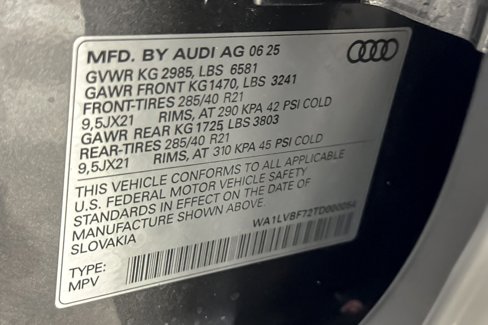 MFD. BY AUDI AG 06 25
GVWR KG 2985, LBS 6581
GAWR FRONT KG1470, LBS 3241
FRONT-TIRES 285/40 R21
9,5JX21 RIMS, AT 290 KPA 42 PSI COLD
GAWR REAR KG1725, LBS 3803
REAR-TIRES 285/40 R21
9,5JX21 RIMS, AT 310 KPA 45 PSI COLD
THIS VEHICLE CONFORMS TO ALL APPLICABLE
U.S. FEDERAL MOTOR VEHICLE SAFETY
STANDARDS IN EFFECT ON THE DATE OF
MANUFACTURE SHOWN ABOVE.
SLOVAKIA
WA1LVBF72TD000054
TYPE:
MPV